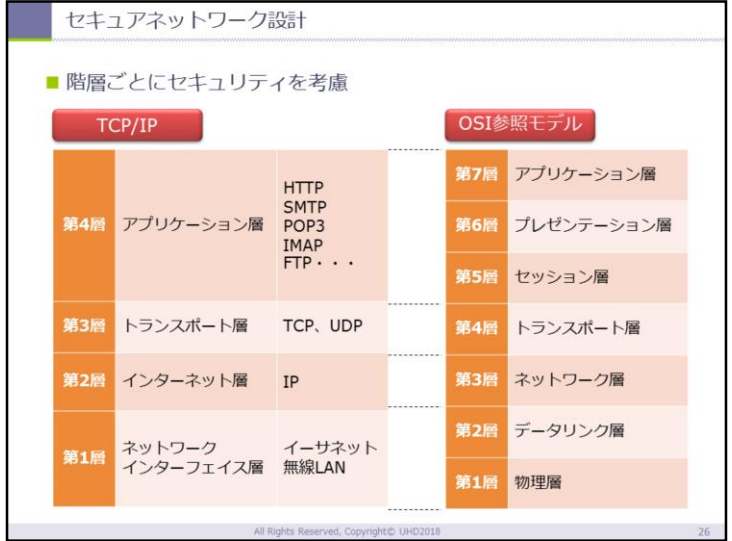 セキュアネットワーク設計
階層ごとにセキュリティを考慮
TCP/IP
第4層 アプリケーション層
HTTP
SMTP
POP3
IMAP
FTP・・・
第3層 トランスポート層 TCP、UDP
第2層 インターネット層 IP
第1層
ネットワーク
インターフェイス層
イーサネット
無線LAN
OSI参照モデル
第7層 アプリケーション層
第6層 プレゼンテーション層
第5層 セッション層
第4層 トランスポート層
第3層 ネットワーク層
第2層 データリンク層
第1層 物理層
All Rights Reserved, Copyright© UHD2018
26